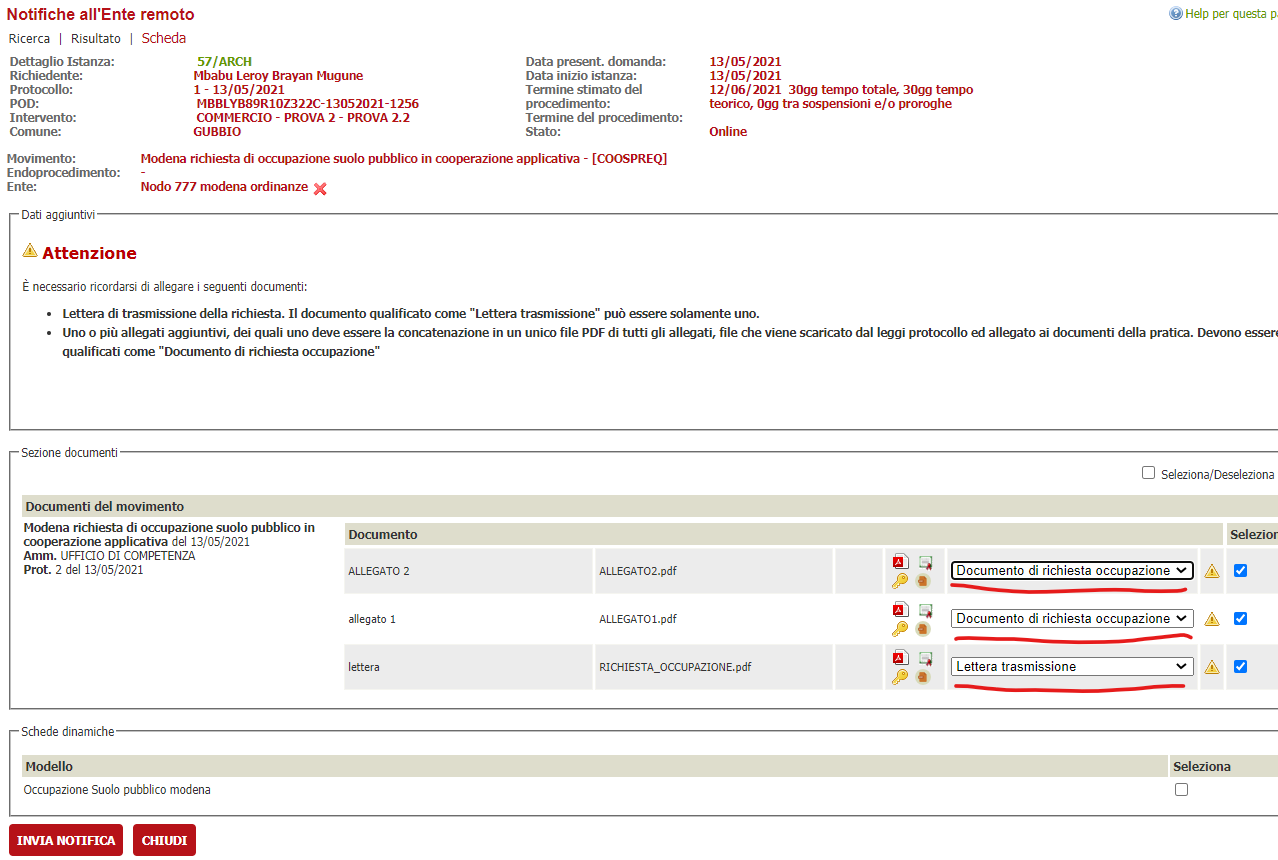 Notifiche all'Ente remoto
Help per questa p
Ricerca | Risultato | Scheda
Dettaglio Istanza: 57/ARCH
Richiedente: Mbabu Leroy Brayan Mugune
Protocollo: 1 - 13/05/2021
POD: MBBLYB89R10Z322C-13052021-1256
Intervento: COMMERCIO - PROVA 2 - PROVA 2.2
Comune: GUBBIO
Data present. domanda: 13/05/2021
Data inizio istanza: 13/05/2021
Termine stimato del procedimento: 12/06/2021 30gg tempo totale, 30gg tempo
teorico, 0gg tra sospensioni e/o proroghe
Termine del procedimento:
Stato: Online
Movimento: Modena richiesta di occupazione suolo pubblico in cooperazione applicativa - [COOSPREQ]
Endoprocedimento: -
Ente: Nodo 777 modena ordinanze
Dati aggiuntivi
Attenzione
È necessario ricordarsi di allegare i seguenti documenti:
• Lettera di trasmissione della richiesta. Il documento qualificato come "Lettera trasmissione" può essere solamente uno.
• Uno o più allegati aggiuntivi, dei quali uno deve essere la concatenazione in un unico file PDF di tutti gli allegati, file che viene scaricato dal leggi protocollo ed allegato ai documenti della pratica. Devono essere
qualificati come "Documento di richiesta occupazione"
Sezione documenti
Seleziona/Deseleziona
Documenti del movimento
Modena richiesta di occupazione suolo pubblico in
cooperazione applicativa del 13/05/2021
Amm. UFFICIO DI COMPETENZA
Prot. 2 del 13/05/2021
Documento Selezion
ALLEGATO 2 ALLEGATO2.pdf Documento di richiesta occupazione
allegato 1 ALLEGATO1.pdf Documento di richiesta occupazione
lettera RICHIESTA_OCCUPAZIONE.pdf Lettera trasmissione
Schede dinamiche
Modello Seleziona
Occupazione Suolo pubblico modena
INVIA NOTIFICA CHIUDI